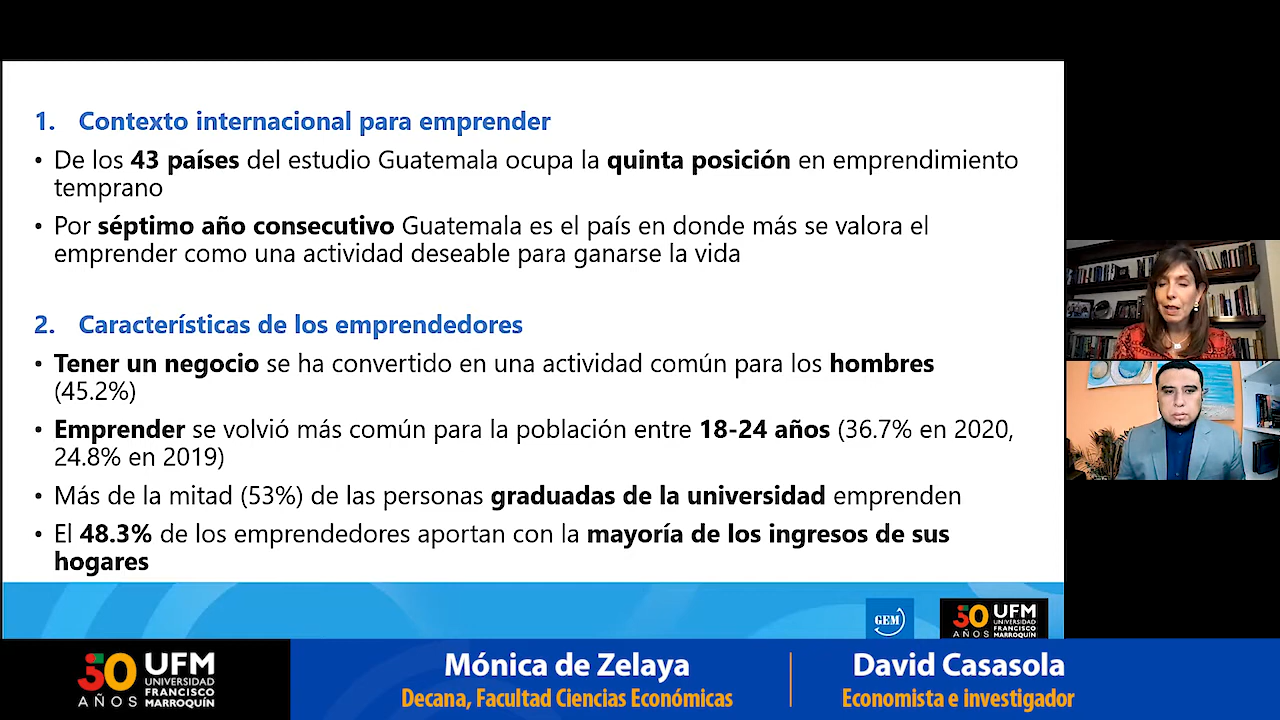 1. Contexto internacional para emprender
• De los 43 países del estudio Guatemala ocupa la quinta posición en emprendimiento
temprano
• Por séptimo año consecutivo Guatemala es el país en donde más se valora el
emprender como una actividad deseable para ganarse la vida
2. Características de los emprendedores
• Tener un negocio se ha convertido en una actividad común para los hombres
(45.2%)
• Emprender se volvió más común para la población entre 18-24 años (36.7% en 2020,
24.8% en 2019)
• Más de la mitad (53%) de las personas graduadas de la universidad emprenden
• El 48.3% de los emprendedores aportan con la mayoría de los ingresos de sus
hogares
GEM
50 AÑOS
UFM
UNIVERSIDAD
FRANCISCO
MARROQUÍN
50 AÑOS
UFM
UNIVERSIDAD
FRANCISCO
MARROQUÍN
Mónica de Zelaya
Decana, Facultad Ciencias Económicas
David Casasola
Economista e investigador